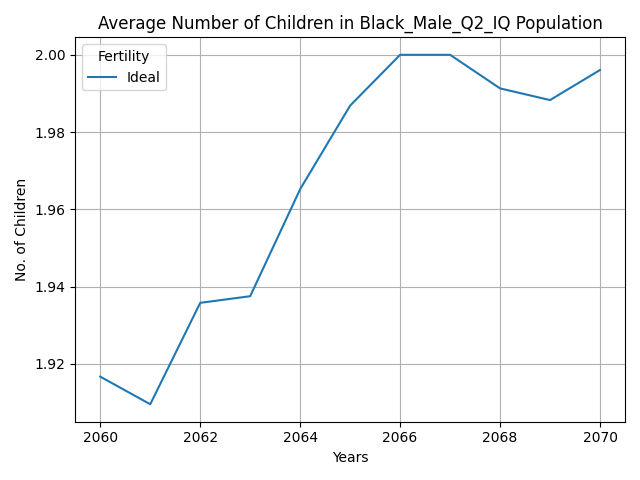 Average Number of Children in Black_Male_Q2_IQ Population
Fertility
Ideal
No. of Children
2.00
1.98
1.96
1.94
1.92
2060 2062 2064 2066 2068 2070
Years